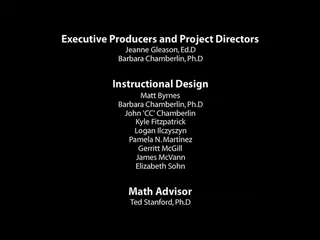 Executive Producers and Project Directors
Jeanne Gleason, Ed.D
Barbara Chamberlin, Ph.D
Instructional Design
Matt Byrnes
Barbara Chamberlin, Ph.D
John 'CC' Chamberlin
Kyle Fitzpatrick
Logan Ilczyszyn
Pamela N. Martinez
Gerritt McGill
James McVann
Elizabeth Sohn
Math Advisor
Ted Stanford, Ph.D